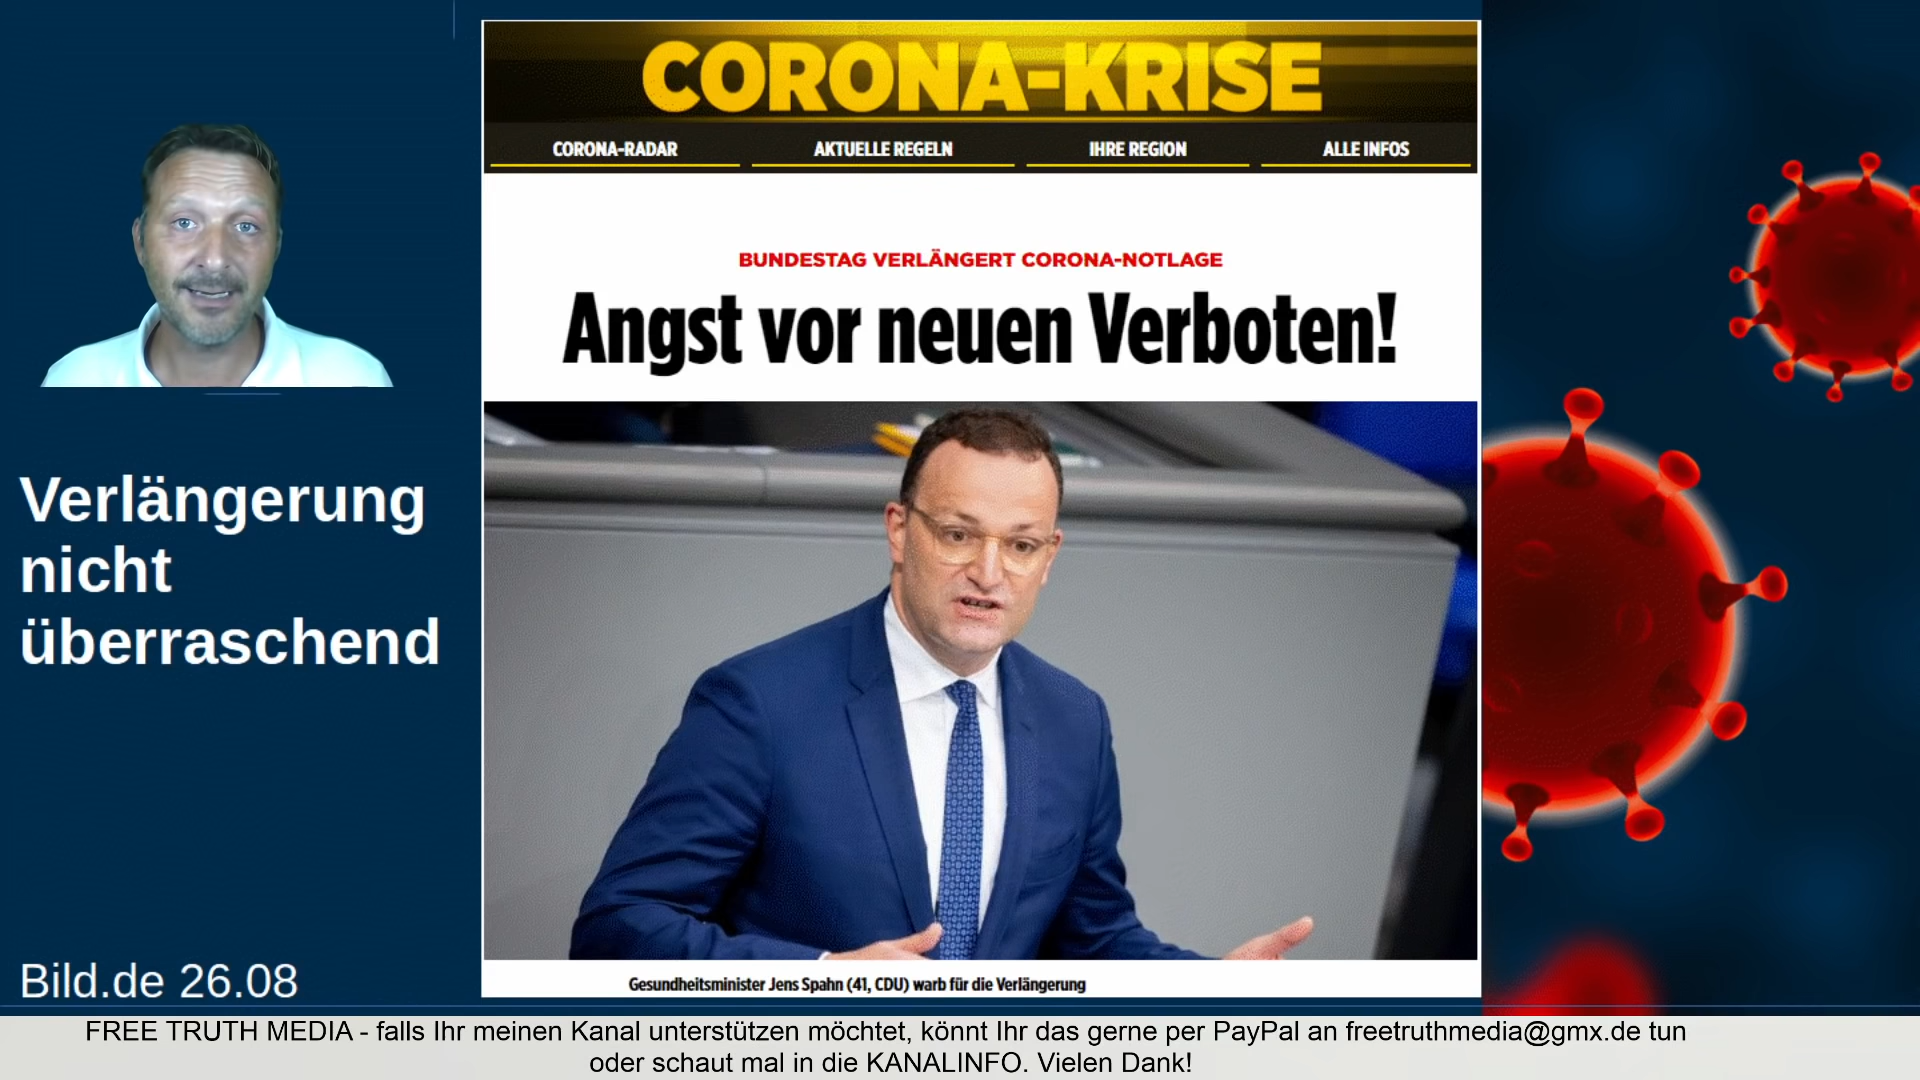 CORONA-KRISE
CORONA-RADAR
AKTUELLE REGELN
IHRE REGION
ALLE INFOS
BUNDESTAG VERLÄNGERT CORONA-NOTLAGE
Angst vor neuen Verboten!
Verlängerung
nicht
überraschend
Bild.de 26.08
Gesundheitsminister Jens Spahn (41, CDU) warb für die Verlängerung
FREE TRUTH MEDIA - falls Ihr meinen Kanal unterstützen möchtet, könnt Ihr das gerne per PayPal an freetruthmedia@gmx.de tun
oder schaut mal in die KANALINFO. Vielen Dank!